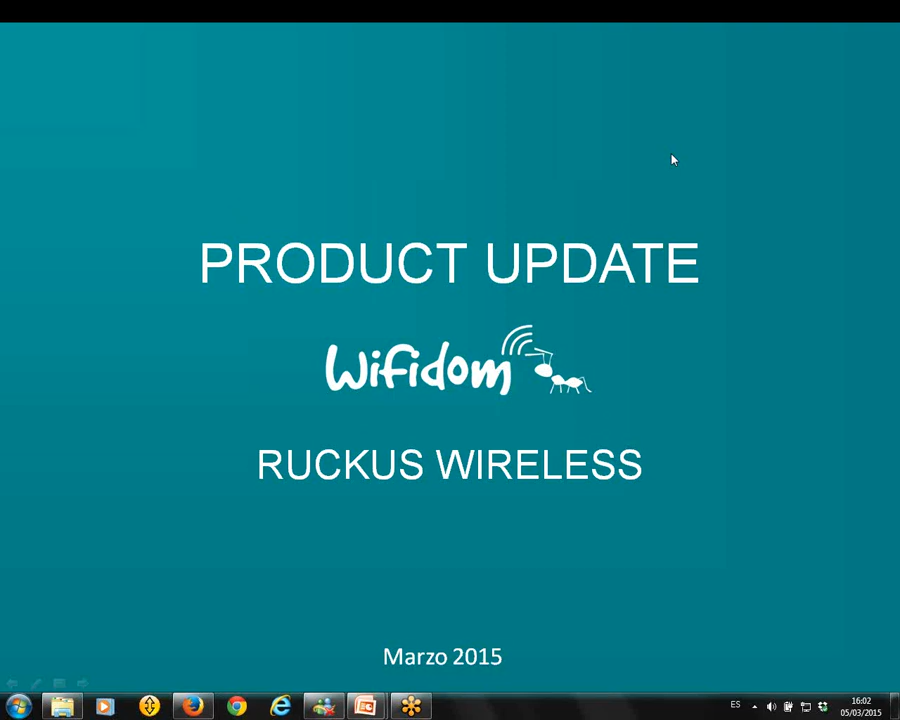 PRODUCT UPDATE
Wifidom
RUCKUS WIRELESS
Marzo 2015
ES
16:02
05/03/2015